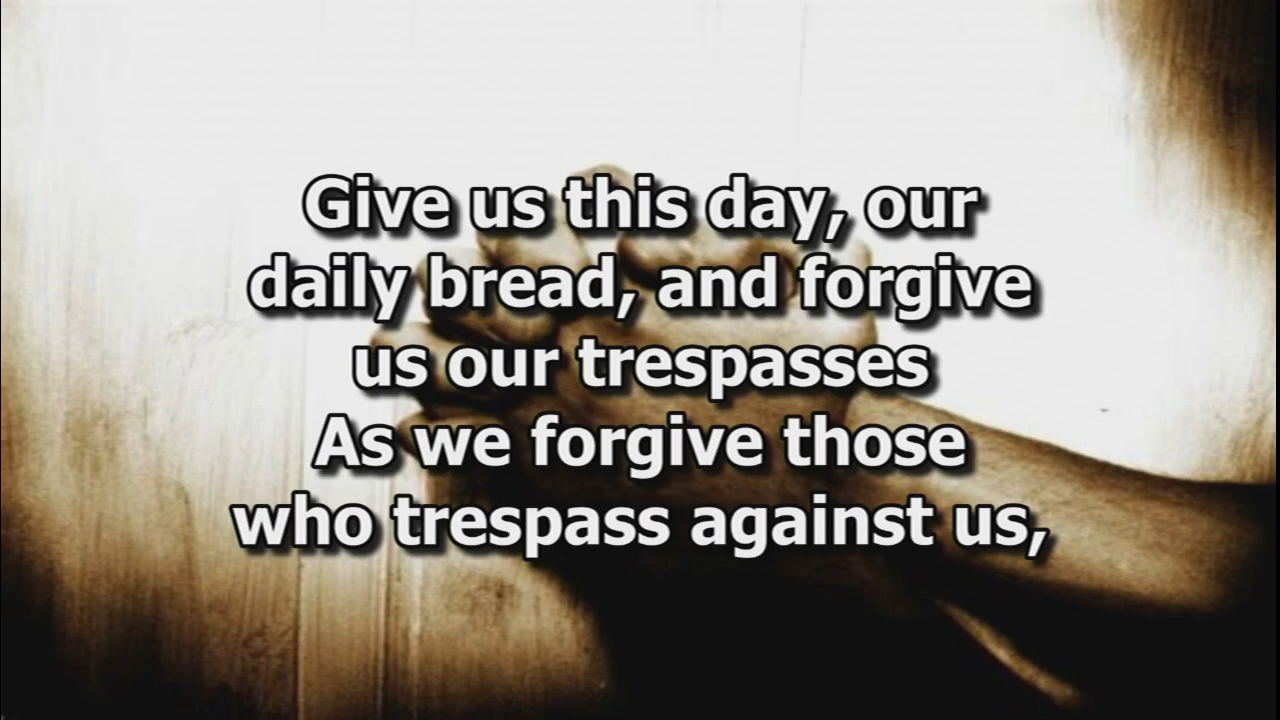 Give us this day, our
daily bread, and forgive
us our trespasses
As we forgive those
who trespass against us,